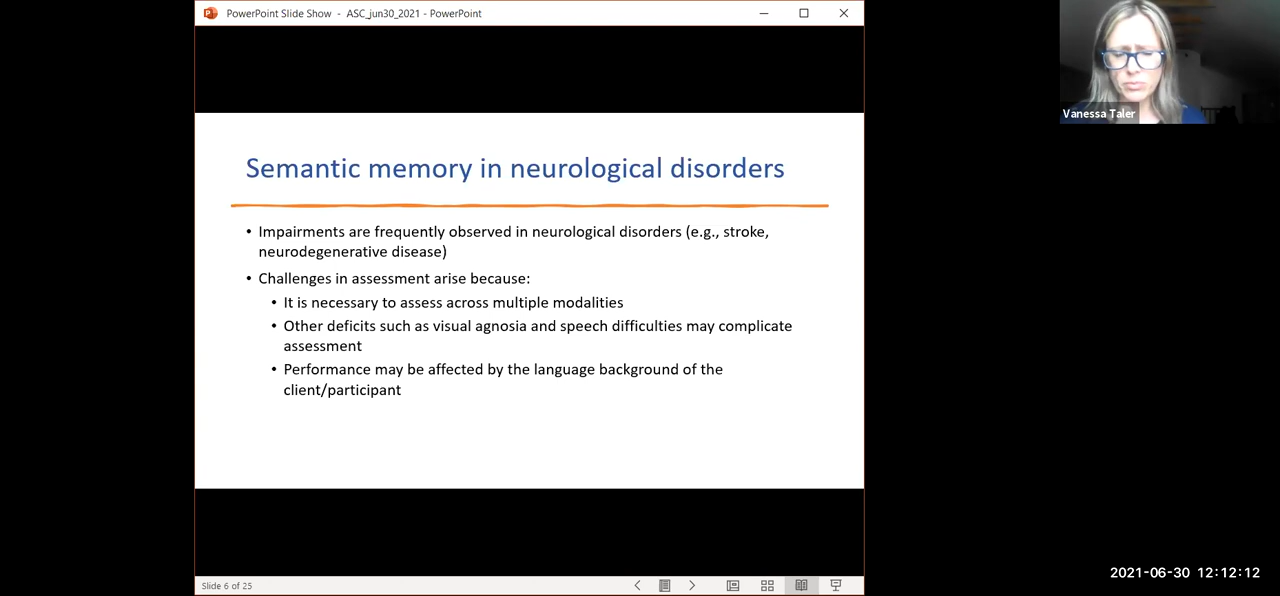 PowerPoint Slide Show - ASC_jun30_2021 - PowerPoint
Vanessa Taler
Semantic memory in neurological disorders
• Impairments are frequently observed in neurological disorders (e.g., stroke,
neurodegenerative disease)
• Challenges in assessment arise because:
• It is necessary to assess across multiple modalities
• Other deficits such as visual agnosia and speech difficulties may complicate
assessment
• Performance may be affected by the language background of the
client/participant
Slide 6 of 25
2021-06-30 12:12:12